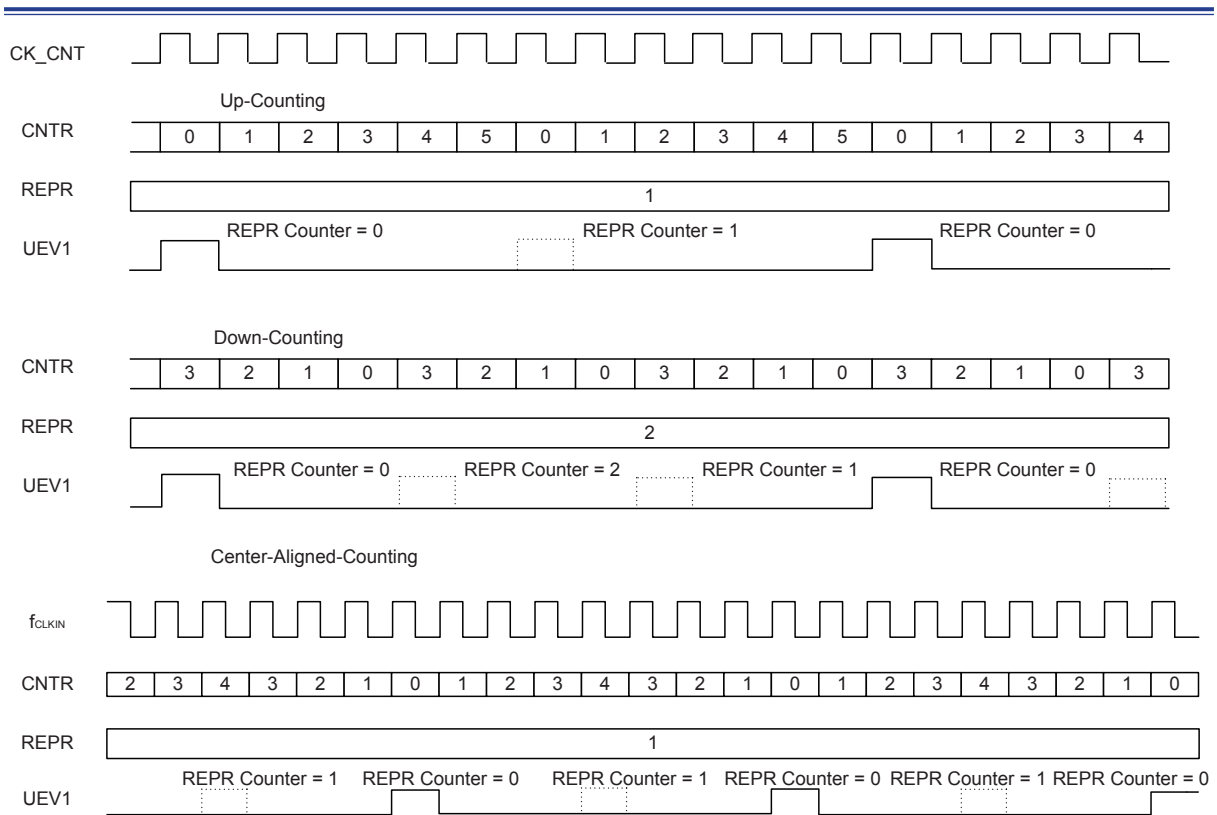 CK_CNT
Up-Counting
CNTR 0 1 2 3 4 5 0 1 2 3 4 5 0 1 2 3 4
REPR 1
REPR Counter = 0 REPR Counter = 1 REPR Counter = 0
UEV1
Down-Counting
CNTR 3 2 1 0 3 2 1 0 3 2 1 0 3 2 1 0 3
REPR 2
REPR Counter = 0 REPR Counter = 2 REPR Counter = 1 REPR Counter = 0
UEV1
Center-Aligned-Counting
fCLKIN
CNTR 2 3 4 3 2 1 0 1 2 3 4 3 2 1 0 1 2 3 4 3 2 1 0
REPR 1
REPR Counter = 1 REPR Counter = 0 REPR Counter = 1 REPR Counter = 0 REPR Counter = 1 REPR Counter = 0
UEV1